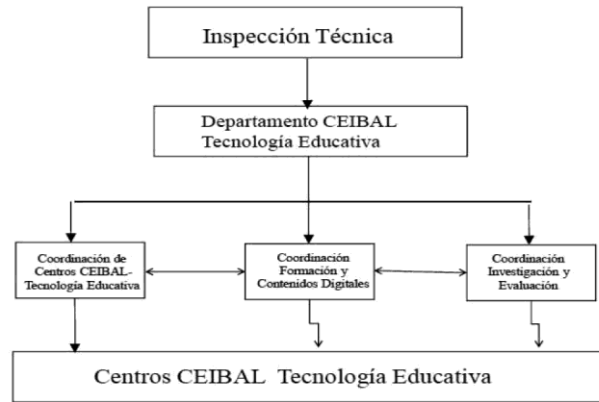 Inspección Técnica
Departamento CEIBAL
Tecnología Educativa
Coordinación de
Centros CEIBAL-
Tecnología Educativa
Coordinación
Formación y
Contenidos Digitales
Coordinación
Investigación y
Evaluación
Centros CEIBAL Tecnología Educativa